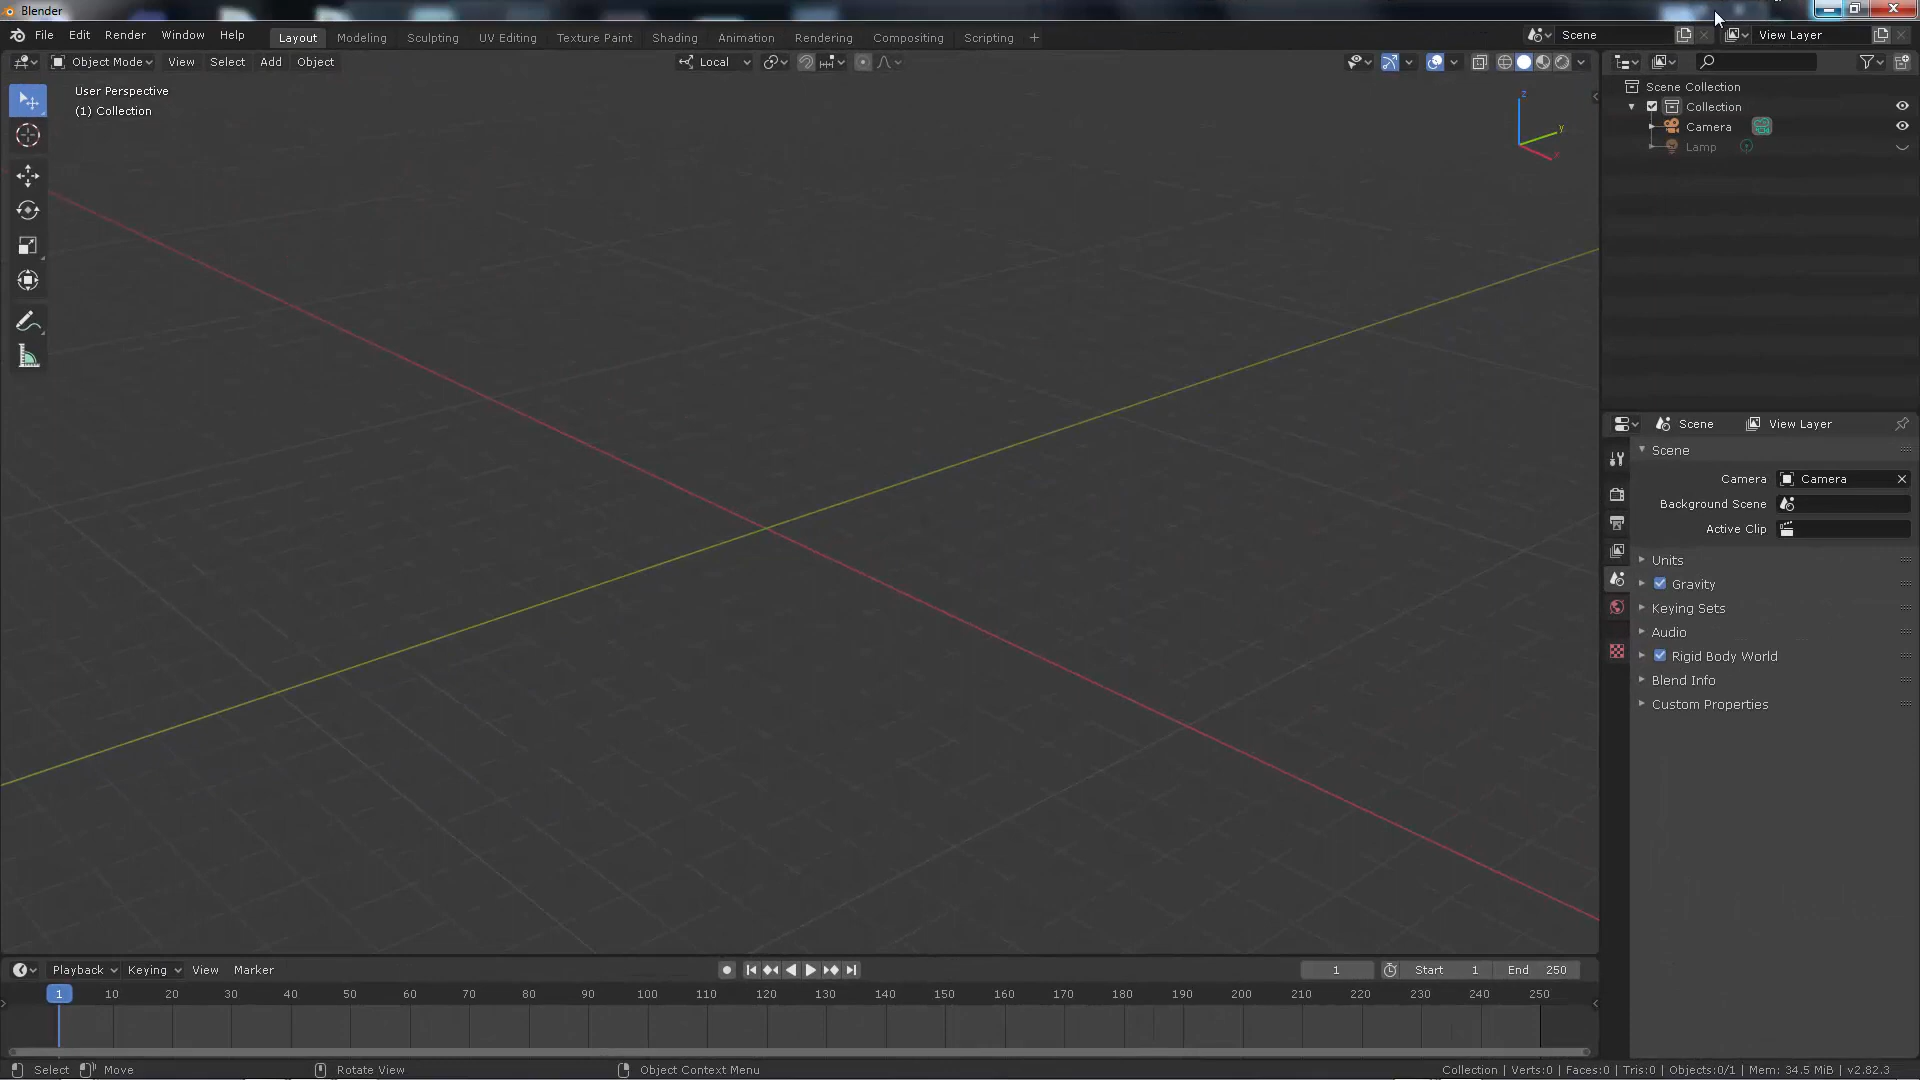 Blender
File Edit Render Window Help Layout Modeling Sculpting UV Editing Texture Paint Shading Animation Rendering Compositing Scripting + Scene View Layer
Object Mode View Select Add Object Local
User Perspective
(1) Collection
z
y
x
Scene Collection
Collection
Camera
Lamp
Scene View Layer
Scene
Camera Camera
Background Scene
Active Clip
Units
Gravity
Keying Sets
Audio
Rigid Body World
Blend Info
Custom Properties
Playback Keying View Marker 1 Start 1 End 250
1 10 20 30 40 50 60 70 80 90 100 110 120 130 140 150 160 170 180 190 200 210 220 230 240 250
Select Move Rotate View Object Context Menu Collection | Verts:0 | Faces:0 | Tris:0 | Objects:0/1 | Mem: 34.5 MiB | v2.82.3